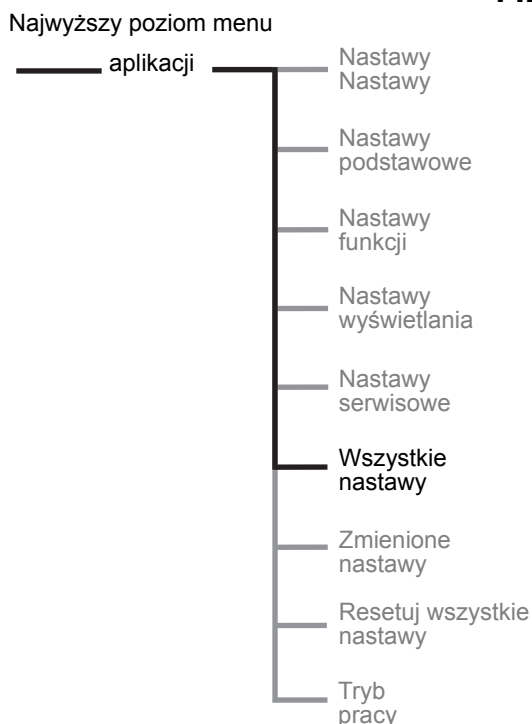 Najwyższy poziom menu
aplikacji
Nastawy
Nastawy
Nastawy
podstawowe
Nastawy
funkcji
Nastawy
wyświetlania
Nastawy
serwisowe
Wszystkie
nastawy
Zmienione
nastawy
Resetuj wszystkie
nastawy
Tryb
pracy